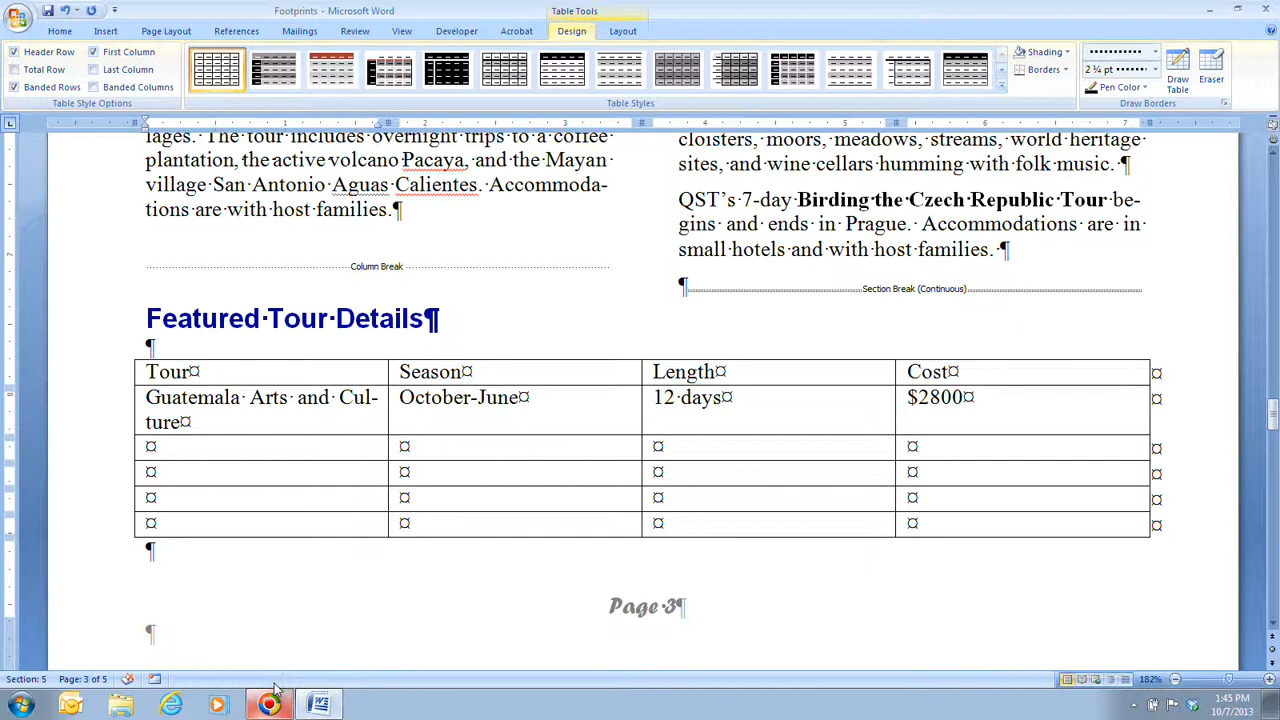 Footprints - Microsoft Word
Table Tools
Home Insert Page Layout References Mailings Review View Developer Acrobat Design Layout
Header Row First Column
Total Row Last Column
Banded Rows Banded Columns
Table Style Options
Table Styles
Shading
Borders
2 ¼ pt
Pen Color
Draw Table
Eraser
Draw Borders
1 2 3 4 5 6 7
lages. The tour includes overnight trips to a coffee
plantation, the active volcano Pacaya, and the Mayan
village San Antonio Aguas Calientes. Accommoda-
tions are with host families.¶
Column Break
cloisters, moors, meadows, streams, world heritage
sites, and wine cellars humming with folk music. ¶
QST's 7-day Birding the Czech Republic Tour be-
gins and ends in Prague. Accommodations are in
small hotels and with host families. ¶
¶ Section Break (Continuous)
Featured·Tour·Details¶
¶
Tour¤ Season¤ Length¤ Cost¤ ¤
Guatemala· Arts and Cul- October-June¤ 12·days¤ $2800¤ ¤
ture¤
¤ ¤ ¤ ¤ ¤
¤ ¤ ¤ ¤ ¤
¤ ¤ ¤ ¤ ¤
¤ ¤ ¤ ¤ ¤
¶
Page·3¶
¶
Section: 5 Page: 3 of 5 182%
1:45 PM
10/7/2013